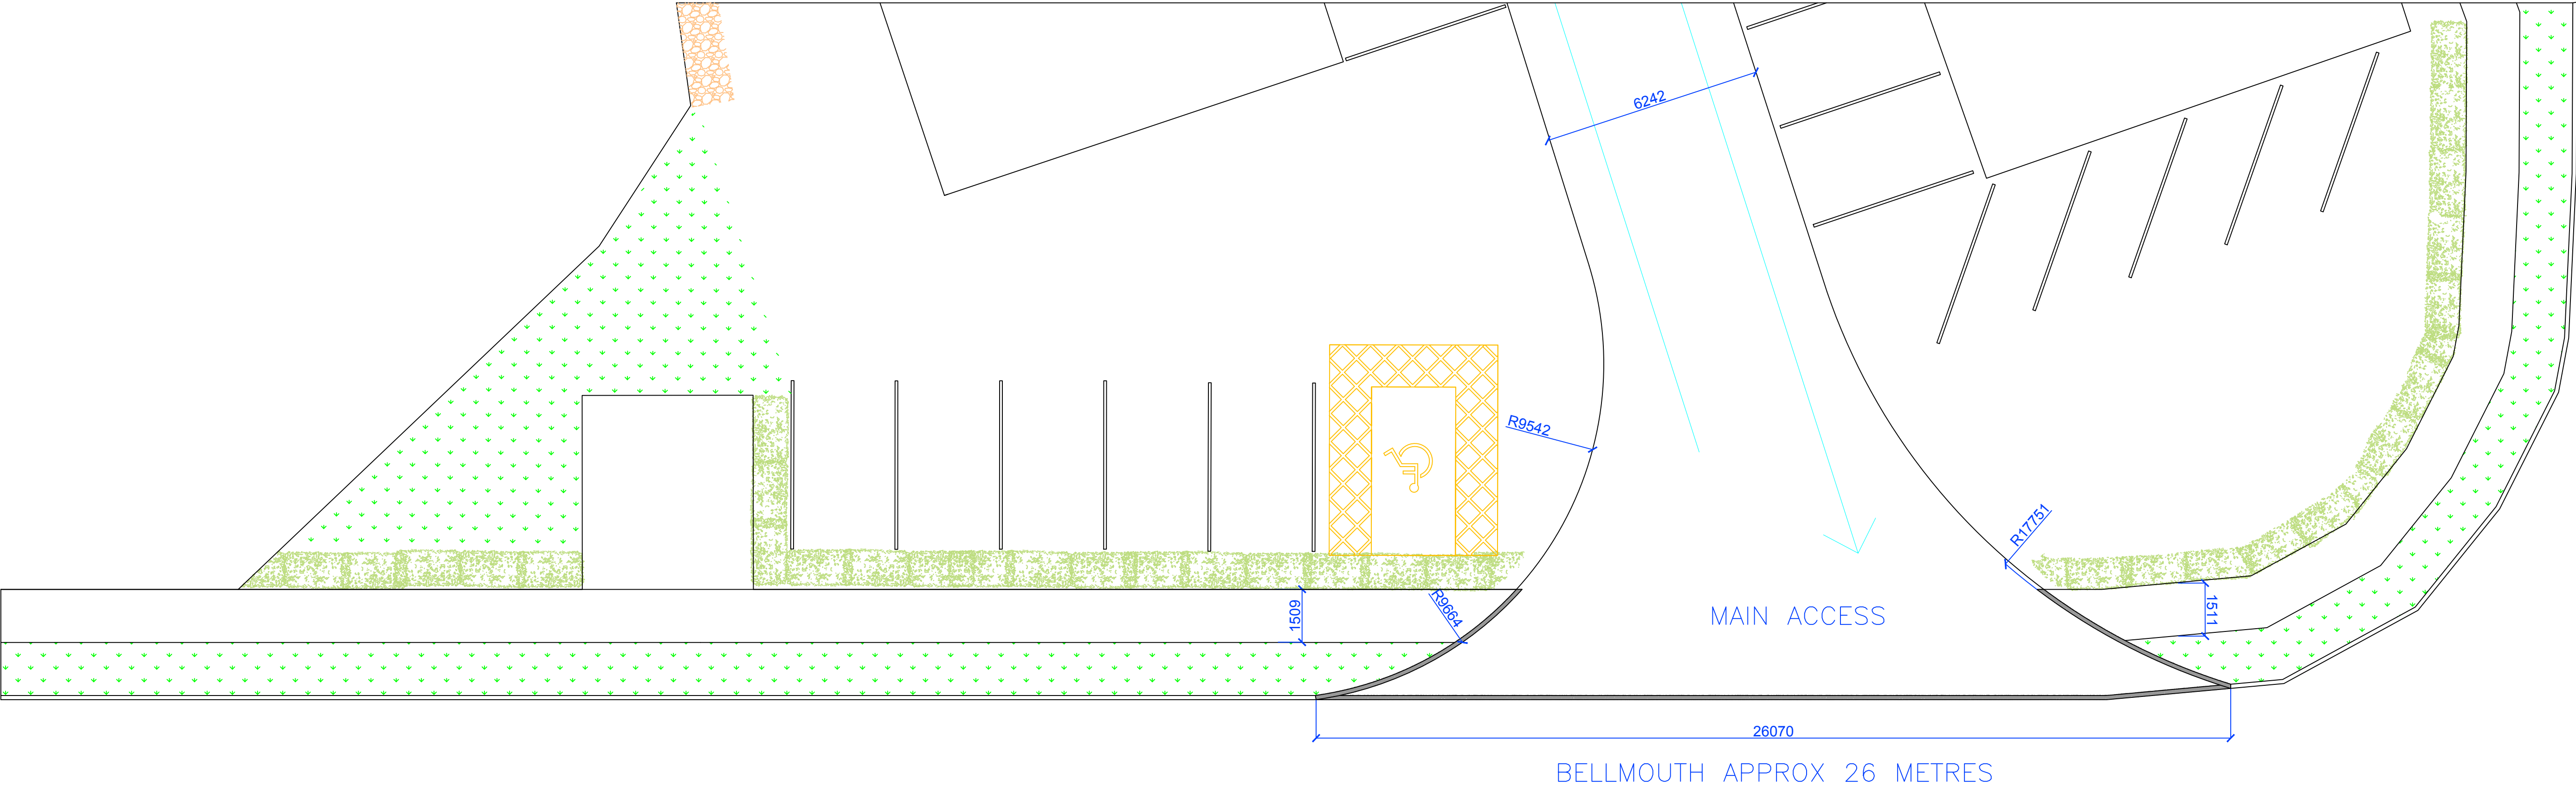 6242
R9542
R17751
1509
R9664
MAIN ACCESS
1511
26070
BELLMOUTH APPROX 26 METRES